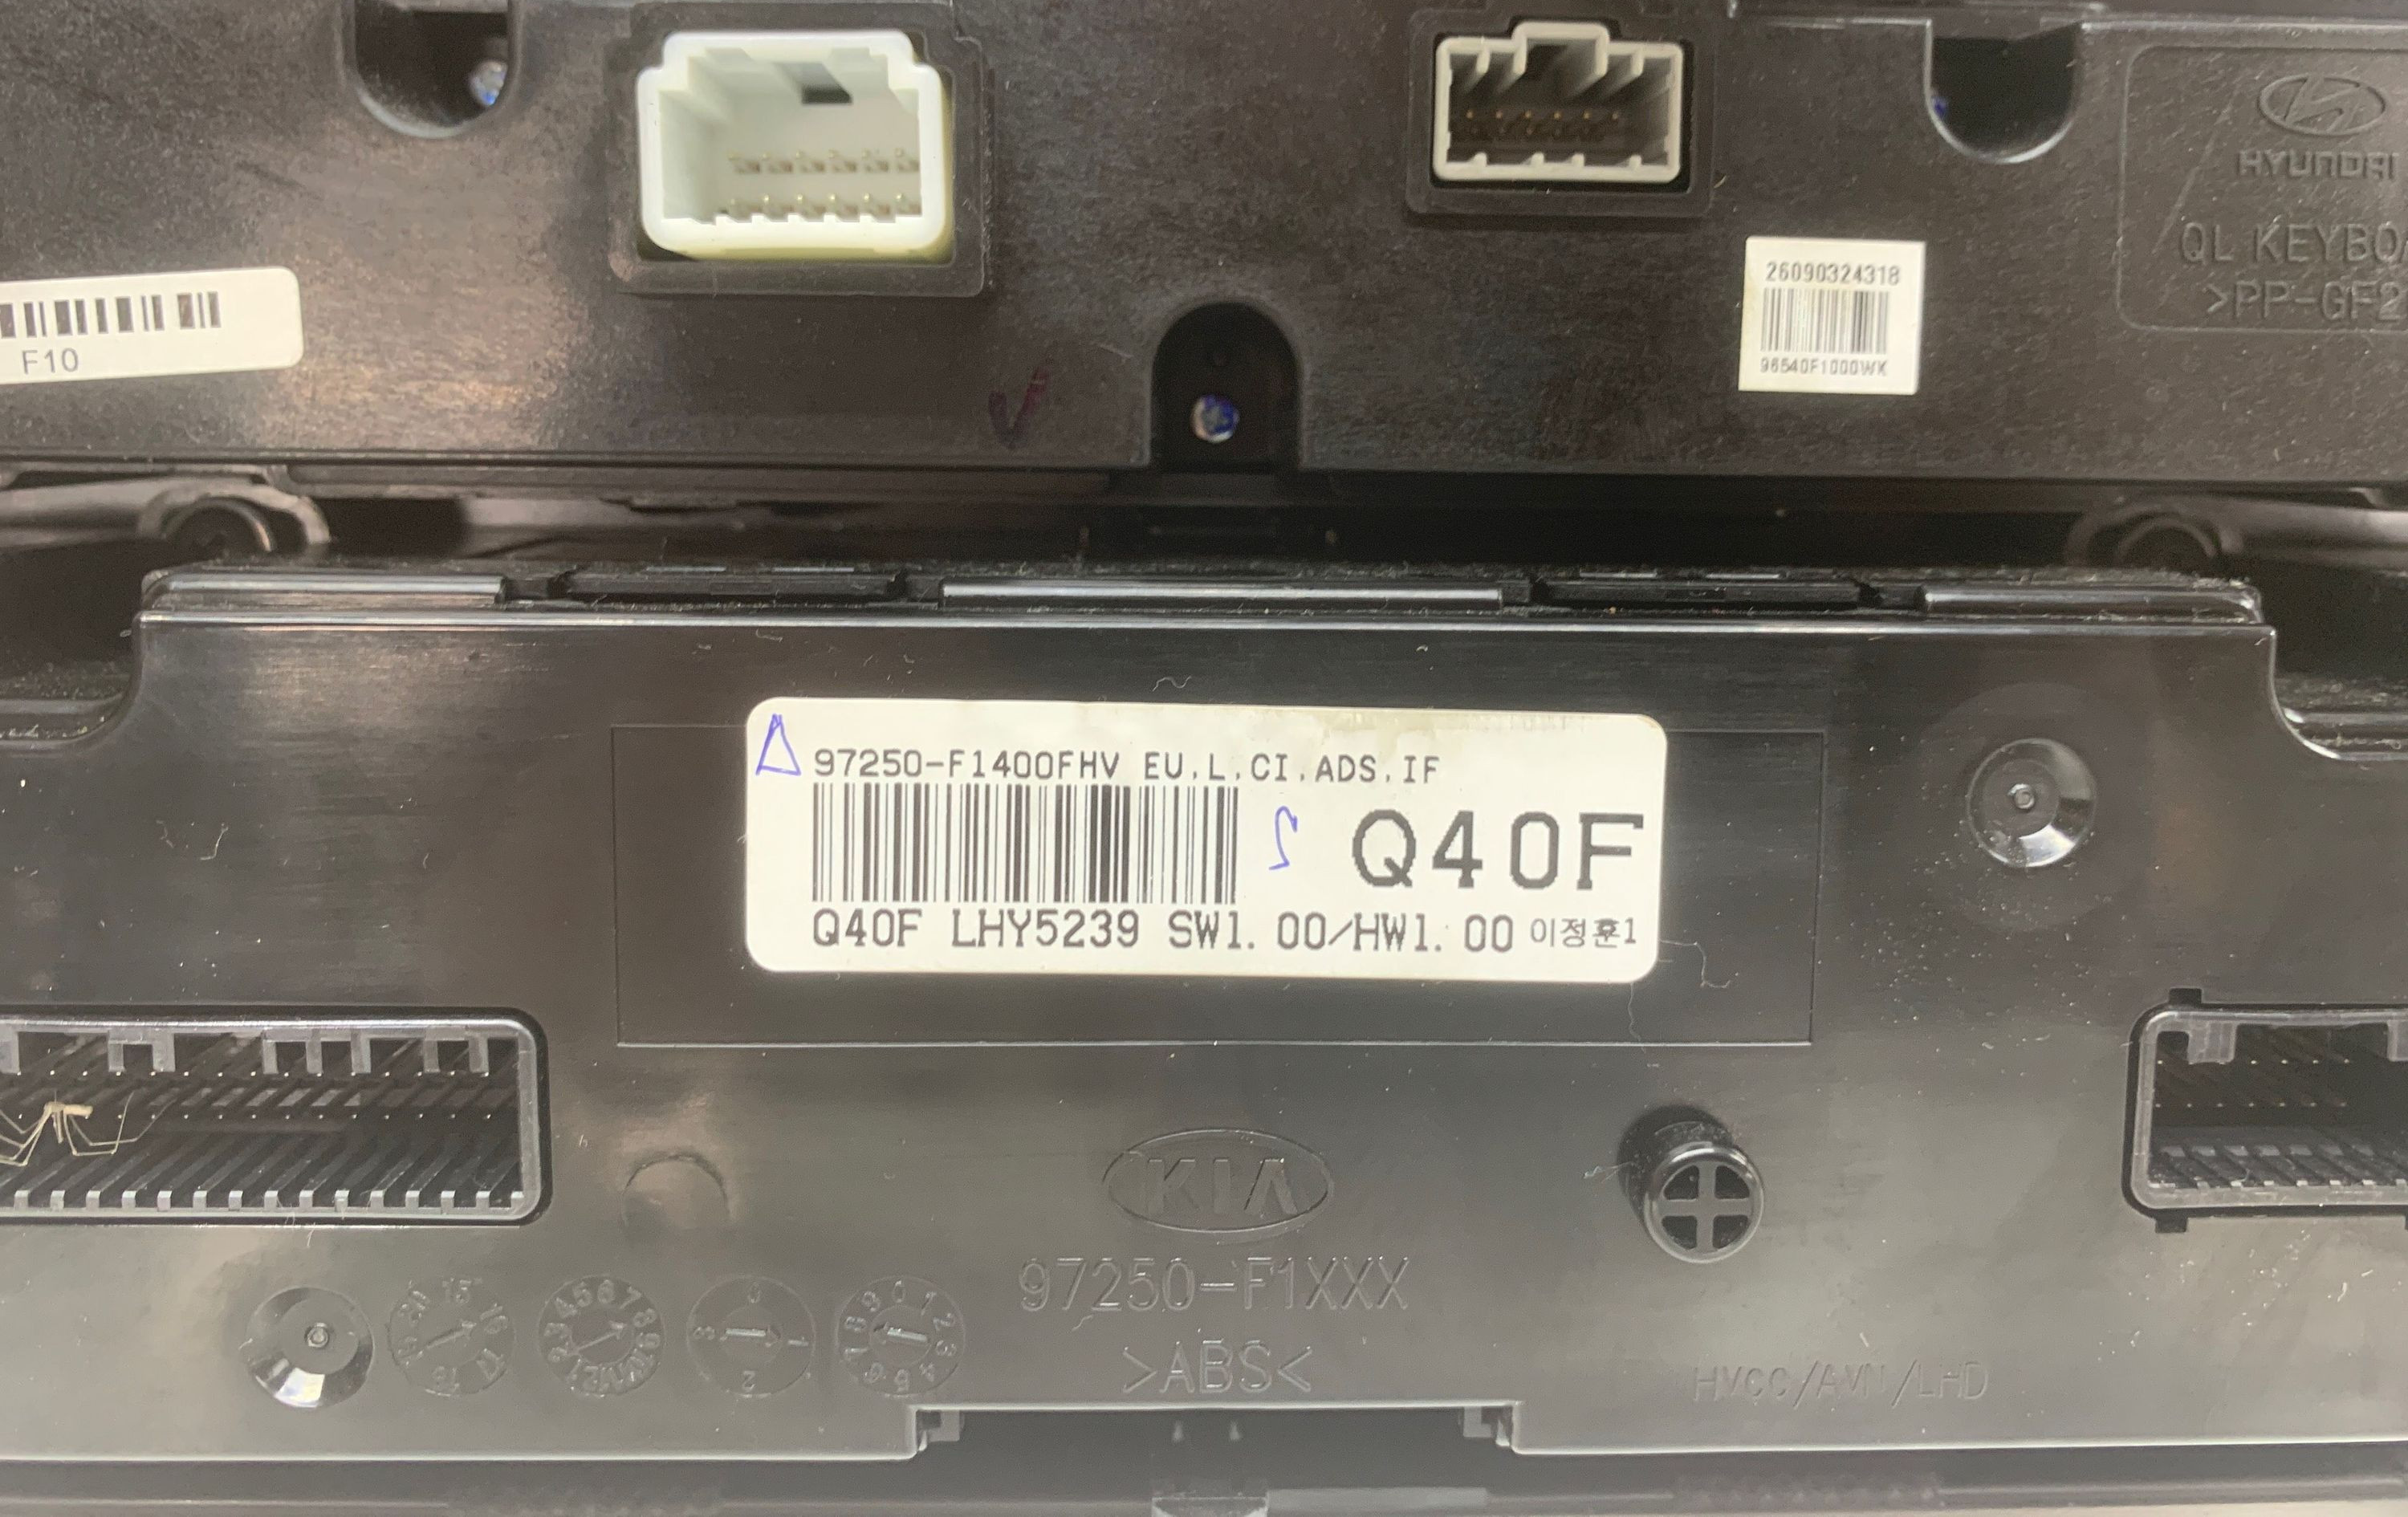 HYUNDAI
QL KEYBOA
>PP-GF2
26090324318
96540F1000WK
F10
97250-F1400FHV EU.L.CI.ADS.IF
Q40F
Q40F LHY5239 SW1.00/HW1.00 이정훈1
KIA
97250-F1XXX
>ABS<
HVCC/AVN/LHD